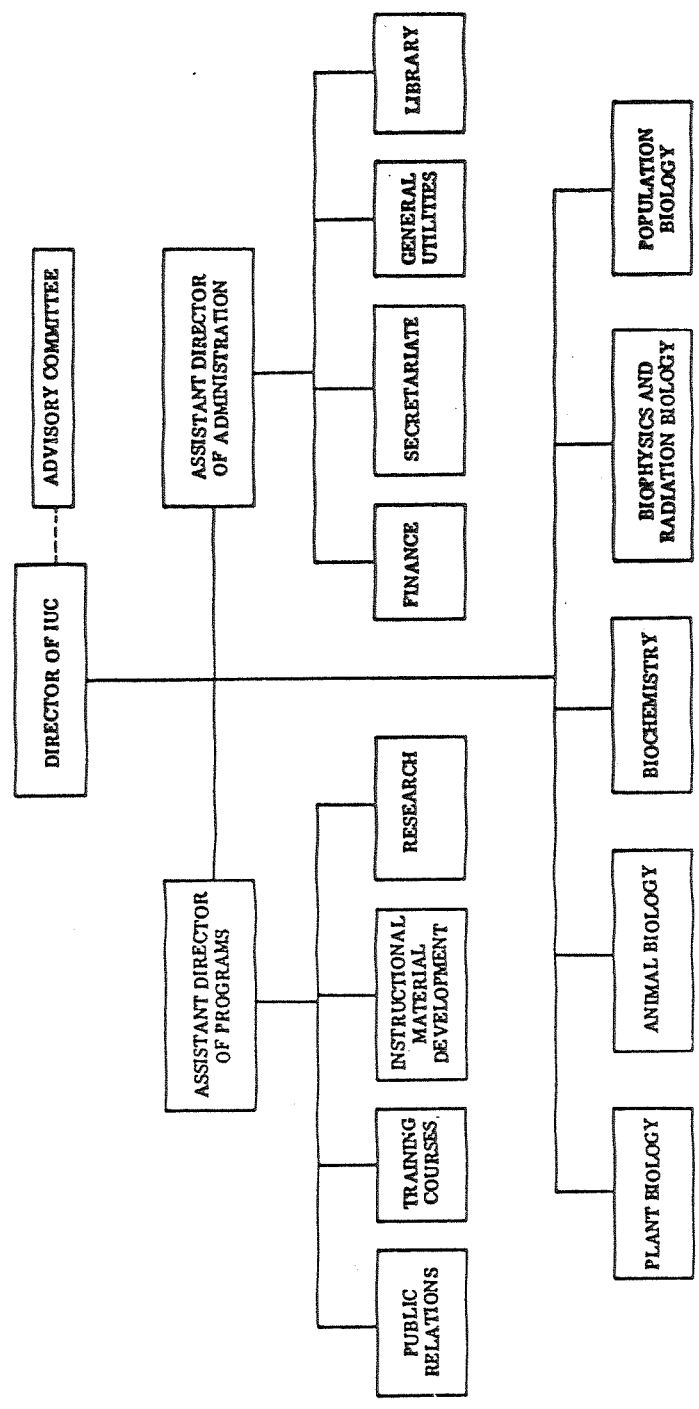 DIRECTOR OF IUC
ADVISORY COMMITTEE
ASSISTANT DIRECTOR
OF PROGRAMS
ASSISTANT DIRECTOR
OF ADMINISTRATION
PUBLIC
RELATIONS
TRAINING
COURSES
INSTRUCTIONAL
MATERIAL
DEVELOPMENT
RESEARCH
FINANCE
SECRETARIATE
GENERAL
UTILITIES
LIBRARY
PLANT BIOLOGY
ANIMAL BIOLOGY
BIOCHEMISTRY
BIOPHYSICS AND
RADIATION BIOLOGY
POPULATION
BIOLOGY